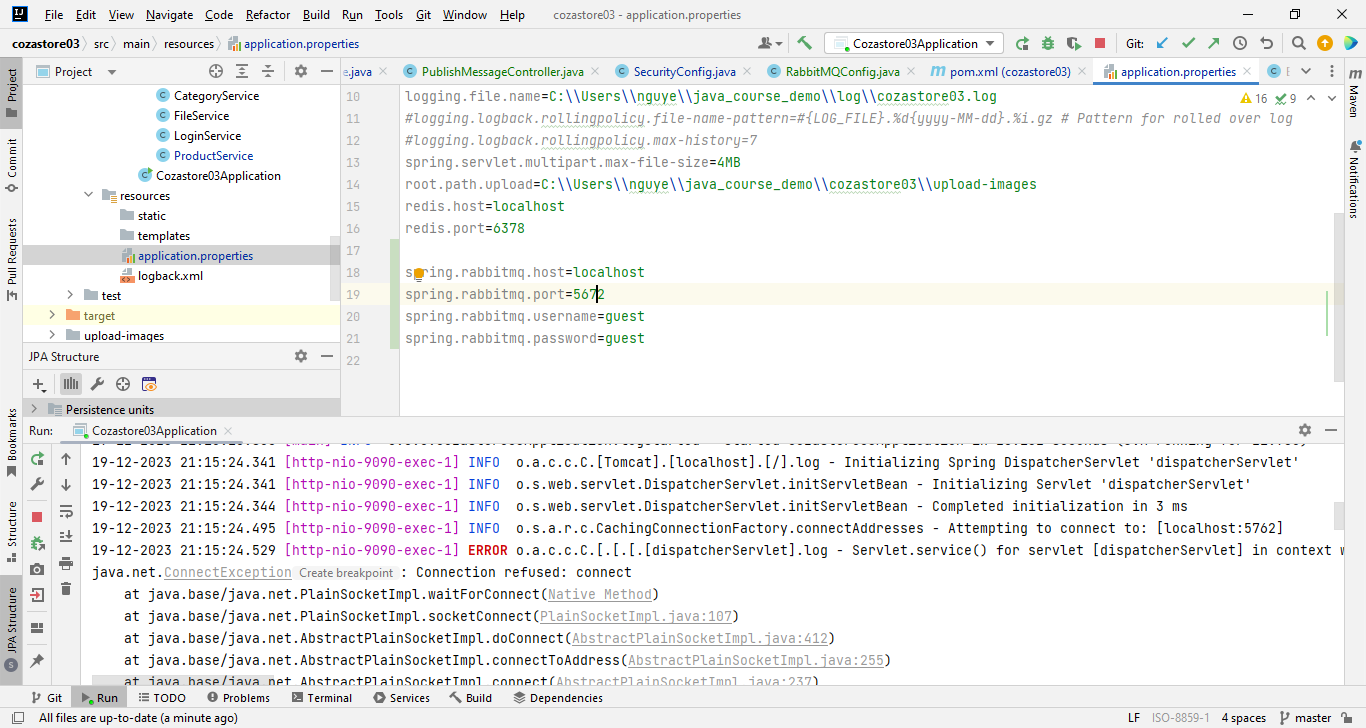 File Edit View Navigate Code Refactor Build Run Tools Git Window Help cozastore03 - application.properties
cozastore03 src main resources application.properties
Cozastore03Application Git:
Project
e.java PublishMessageController.java SecurityConfig.java RabbitMQConfig.java pom.xml (cozastore03) application.properties
CategoryService
FileService
LoginService
ProductService
Cozastore03Application
resources
static
templates
application.properties
logback.xml
test
target
upload-images
JPA Structure
Persistence units
Project
Commit
Pull Requests
Bookmarks
Structure
JPA Structure
10 logging.file.name=C:\\Users\\nguye\\java_course_demo\\log\\cozastore03.log
11 #logging.logback.rollingpolicy.file-name-pattern=#{LOG_FILE}.%d{yyyy-MM-dd}.%i.gz # Pattern for rolled over log
12 #logging.logback.rollingpolicy.max-history=7
13 spring.servlet.multipart.max-file-size=4MB
14 root.path.upload=C:\\Users\\nguye\\java_course_demo\\cozastore03\\upload-images
15 redis.host=localhost
16 redis.port=6378
17
18 spring.rabbitmq.host=localhost
19 spring.rabbitmq.port=5672
20 spring.rabbitmq.username=guest
21 spring.rabbitmq.password=guest
22
16 9
Maven
Notifications
Run: Cozastore03Application
19-12-2023 21:15:24.341 [http-nio-9090-exec-1] INFO o.a.c.c.C.[Tomcat].[localhost].[/].log - Initializing Spring DispatcherServlet 'dispatcherServlet'
19-12-2023 21:15:24.341 [http-nio-9090-exec-1] INFO o.s.web.servlet.DispatcherServlet.initServletBean - Initializing Servlet 'dispatcherServlet'
19-12-2023 21:15:24.344 [http-nio-9090-exec-1] INFO o.s.web.servlet.DispatcherServlet.initServletBean - Completed initialization in 3 ms
19-12-2023 21:15:24.495 [http-nio-9090-exec-1] INFO o.s.a.r.c.CachingConnectionFactory.connectAddresses - Attempting to connect to: [localhost:5762]
19-12-2023 21:15:24.529 [http-nio-9090-exec-1] ERROR o.a.c.c.C.[.[.[.[dispatcherServlet].log - Servlet.service() for servlet [dispatcherServlet] in context w
java.net.ConnectException Create breakpoint : Connection refused: connect
at java.base/java.net.PlainSocketImpl.waitForConnect(Native Method)
at java.base/java.net.PlainSocketImpl.socketConnect(PlainSocketImpl.java:107)
at java.base/java.net.AbstractPlainSocketImpl.doConnect(AbstractPlainSocketImpl.java:412)
at java.base/java.net.AbstractPlainSocketImpl.connectToAddress(AbstractPlainSocketImpl.java:255)
at java.base/java.net.AbstractPlainSocketImpl.connect(AbstractPlainSocketImpl.java:237)
Git Run TODO Problems Terminal Services Build Dependencies
All files are up-to-date (a minute ago) LF ISO-8859-1 4 spaces master